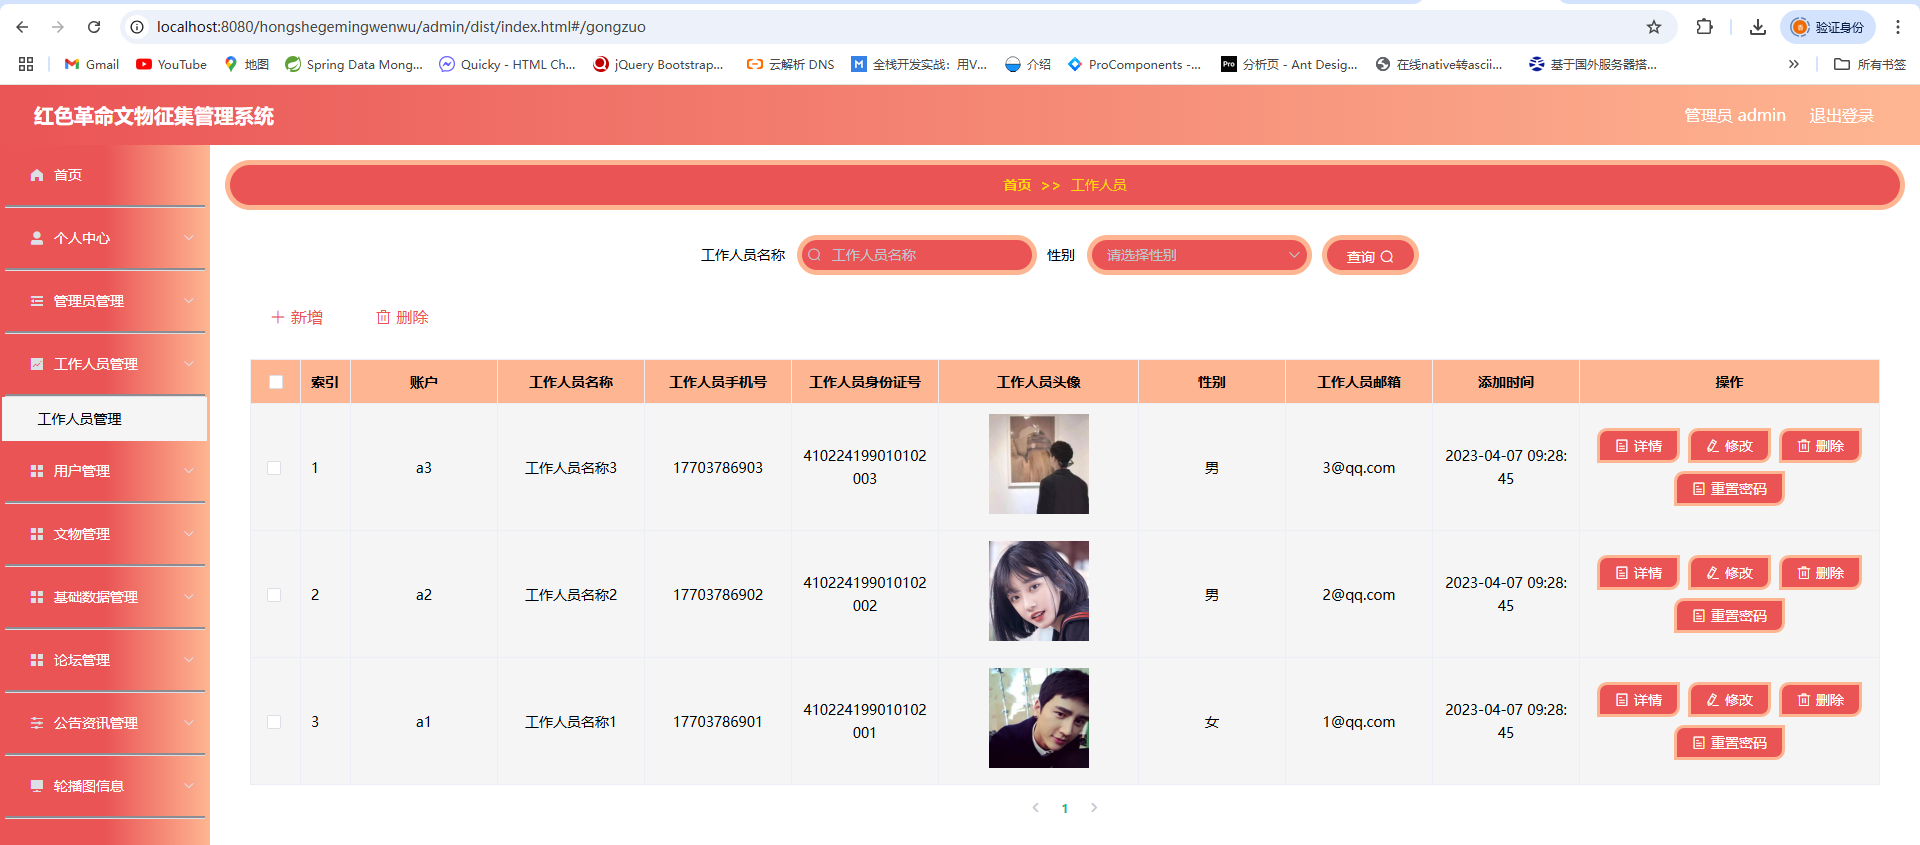 localhost:8080/hongshegemingwenwu/admin/dist/index.html#/gongzuo
验证身份
Gmail
YouTube
地图
Spring Data Mong...
Quicky - HTML Ch...
jQuery Bootstrap...
云解析 DNS
全栈开发实战：用V...
介绍
ProComponents -...
Pro
分析页 - Ant Desig...
在线native转ascii...
基于国外服务器搭...
所有书签
红色革命文物征集管理系统
管理员 admin
退出登录
首页
个人中心
管理员管理
工作人员管理
工作人员管理
用户管理
文物管理
基础数据管理
论坛管理
公告资讯管理
轮播图信息
首页 >> 工作人员
工作人员名称 工作人员名称 性别 请选择性别 查询
新增 删除
索引 账户 工作人员名称 工作人员手机号 工作人员身份证号 工作人员头像 性别 工作人员邮箱 添加时间 操作
1 a3 工作人员名称3 17703786903 410224199010102003 男 3@qq.com 2023-04-07 09:28:45 详情 修改 删除 重置密码
2 a2 工作人员名称2 17703786902 410224199010102002 男 2@qq.com 2023-04-07 09:28:45 详情 修改 删除 重置密码
3 a1 工作人员名称1 17703786901 410224199010102001 女 1@qq.com 2023-04-07 09:28:45 详情 修改 删除 重置密码
1